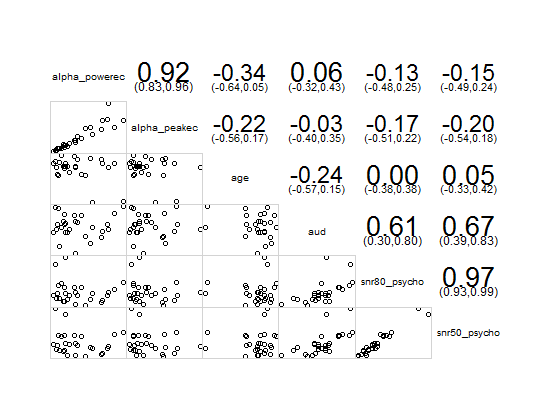 alpha_powerec 0.92 -0.34 0.06 -0.13 -0.15
(0.83,0.96) (-0.64,0.05) (-0.32,0.43) (-0.48,0.25) (-0.49,0.24)
alpha_peakec -0.22 -0.03 -0.17 -0.20
(-0.56,0.17) (-0.40,0.35) (-0.51,0.22) (-0.54,0.18)
age -0.24 0.00 0.05
(-0.57,0.15) (-0.38,0.38) (-0.33,0.42)
aud 0.61 0.67
(0.30,0.80) (0.39,0.83)
snr80_psycho 0.97
(0.93,0.99)
snr50_psycho